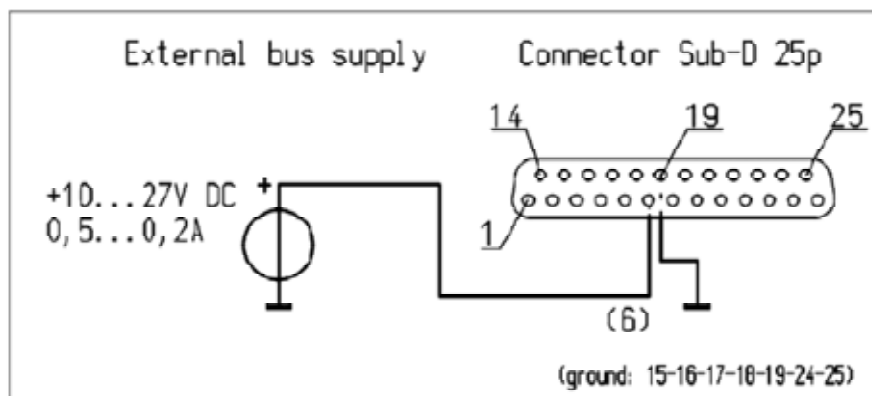 External bus supply
Connector Sub-D 25p
14
19
25
+10...27V DC
+
0,5...0,2A
1
(6)
(ground: 15-16-17-18-19-24-25)